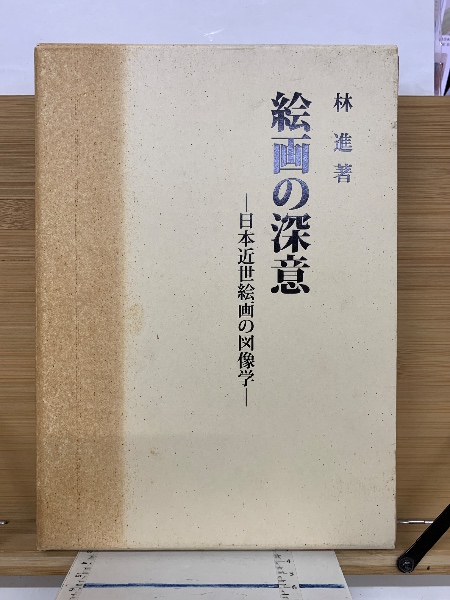 林進著
絵画の深意
―日本近世絵画の図像学―